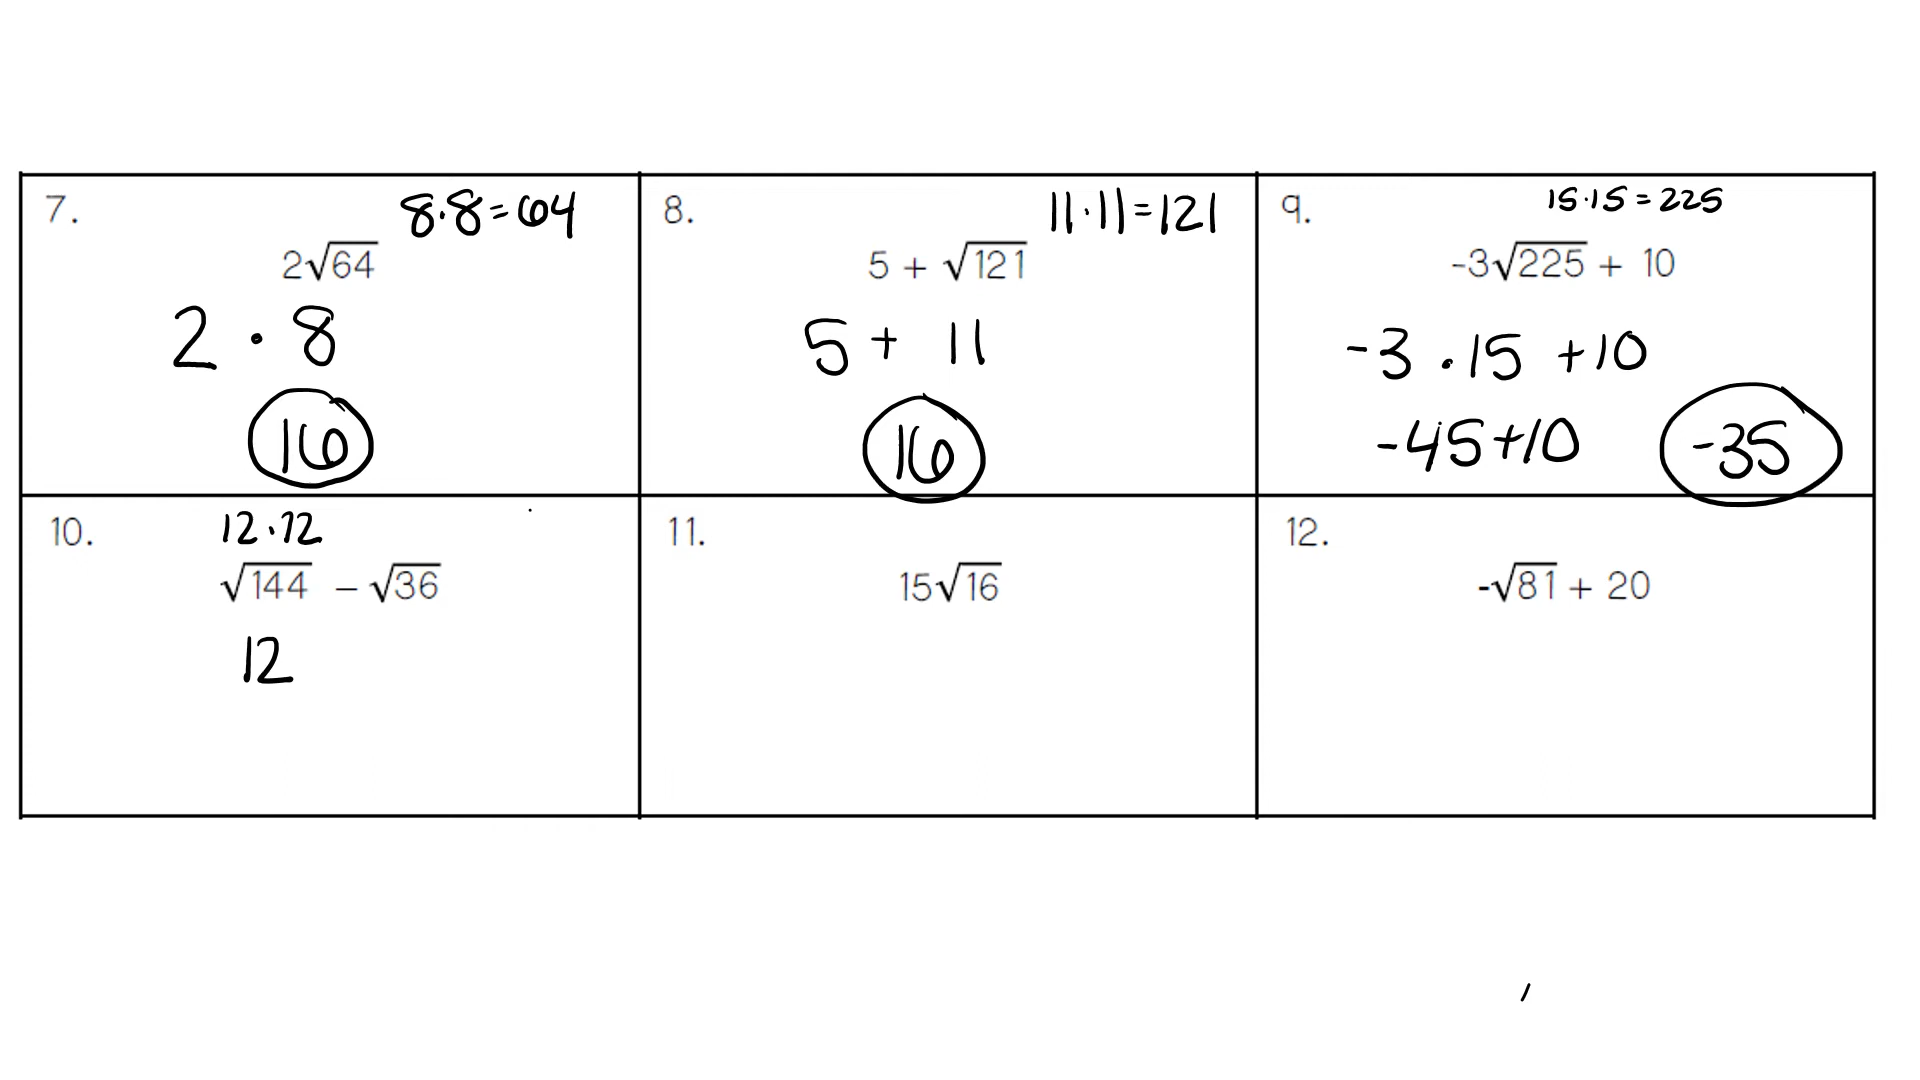 7.
8·8=64
2√64
2 · 8
16
8.
11·11=121
5 + √121
5 + 11
16
9.
15·15=225
-3√225 + 10
-3 · 15 +10
-45+10
-35
10.
12·12
√144 − √36
12
11.
15√16
12.
-√81 + 20